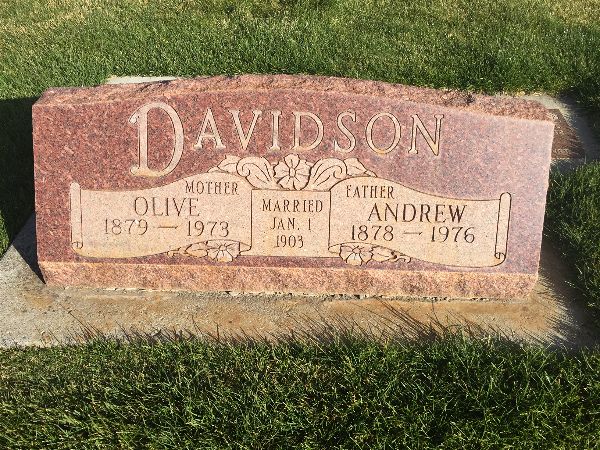 DAVIDSON
MOTHER
OLIVE
1879 — 1973
MARRIED
JAN. 1
1903
FATHER
ANDREW
1878 — 1976